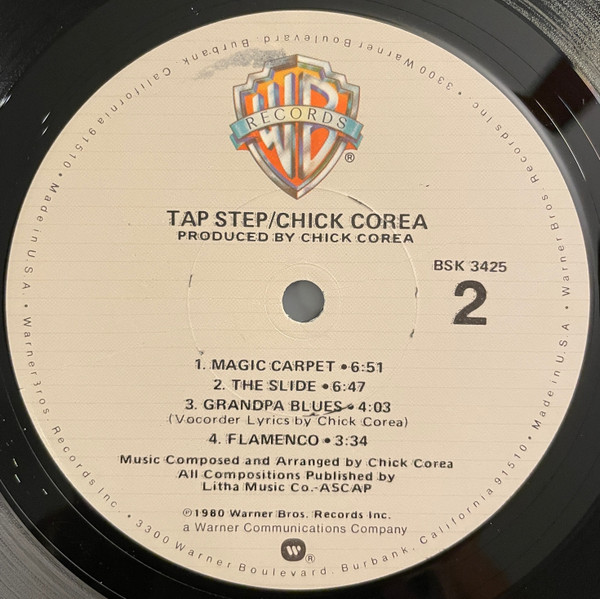 WB
RECORDS
®
TAP STEP/CHICK COREA
PRODUCED BY CHICK COREA
BSK 3425
2
1. MAGIC CARPET • 6:51
2. THE SLIDE • 6:47
3. GRANDPA BLUES • 4:03
(Vocorder Lyrics by Chick Corea)
4. FLAMENCO • 3:34
Music Composed and Arranged by Chick Corea
All Compositions Published by
Litha Music Co.-ASCAP
℗©1980 Warner Bros. Records Inc.
a Warner Communications Company
W®
Warner Bros. Records Inc. • 3300 Warner Boulevard, Burbank, California 91510 • Made in U.S.A. • Warner Bros. Records Inc. • 3300 Warner Boulevard, Burbank, California 91510 • Made in U.S.A. •